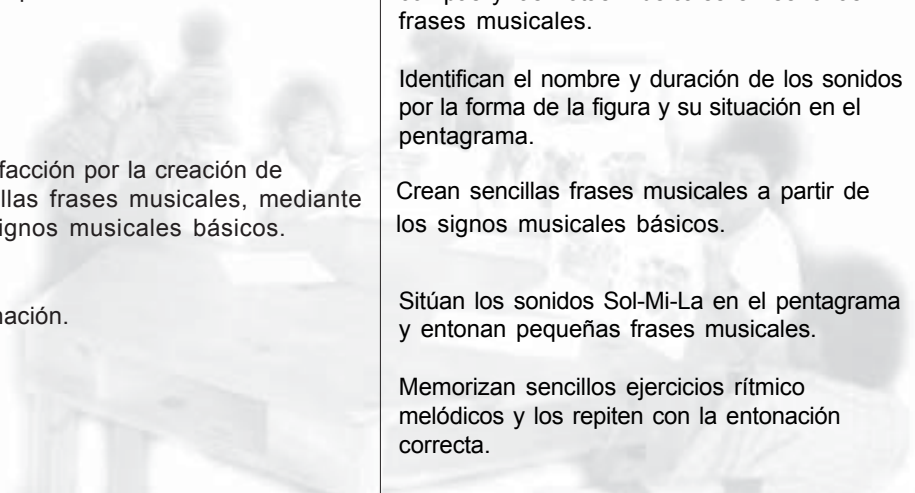 facción por la creación de
llas frases musicales, mediante
ignos musicales básicos.
nación.
frases musicales.
Identifican el nombre y duración de los sonidos
por la forma de la figura y su situación en el
pentagrama.
Crean sencillas frases musicales a partir de
los signos musicales básicos.
Sitúan los sonidos Sol-Mi-La en el pentagrama
y entonan pequeñas frases musicales.
Memorizan sencillos ejercicios rítmico
melódicos y los repiten con la entonación
correcta.